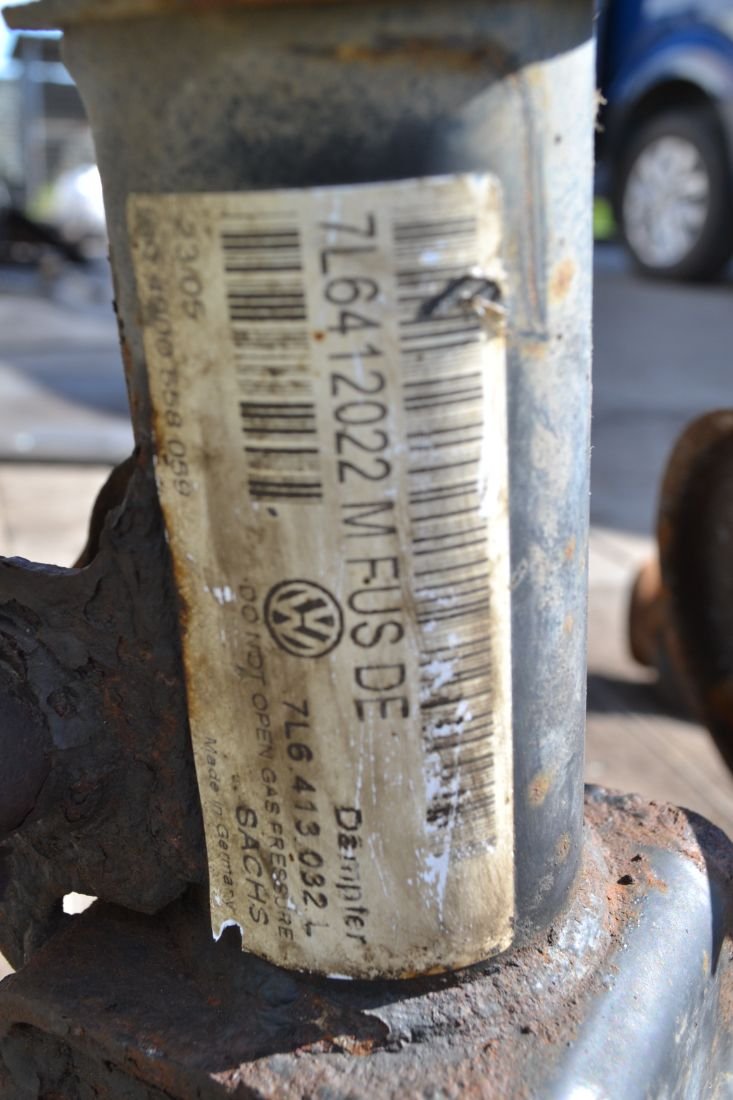 7L6412022 M FUS DE
Dämpfer
7L6 413 032 L
DO NOT OPEN GAS PRESSURE
SACHS
23/05
Made in Germany